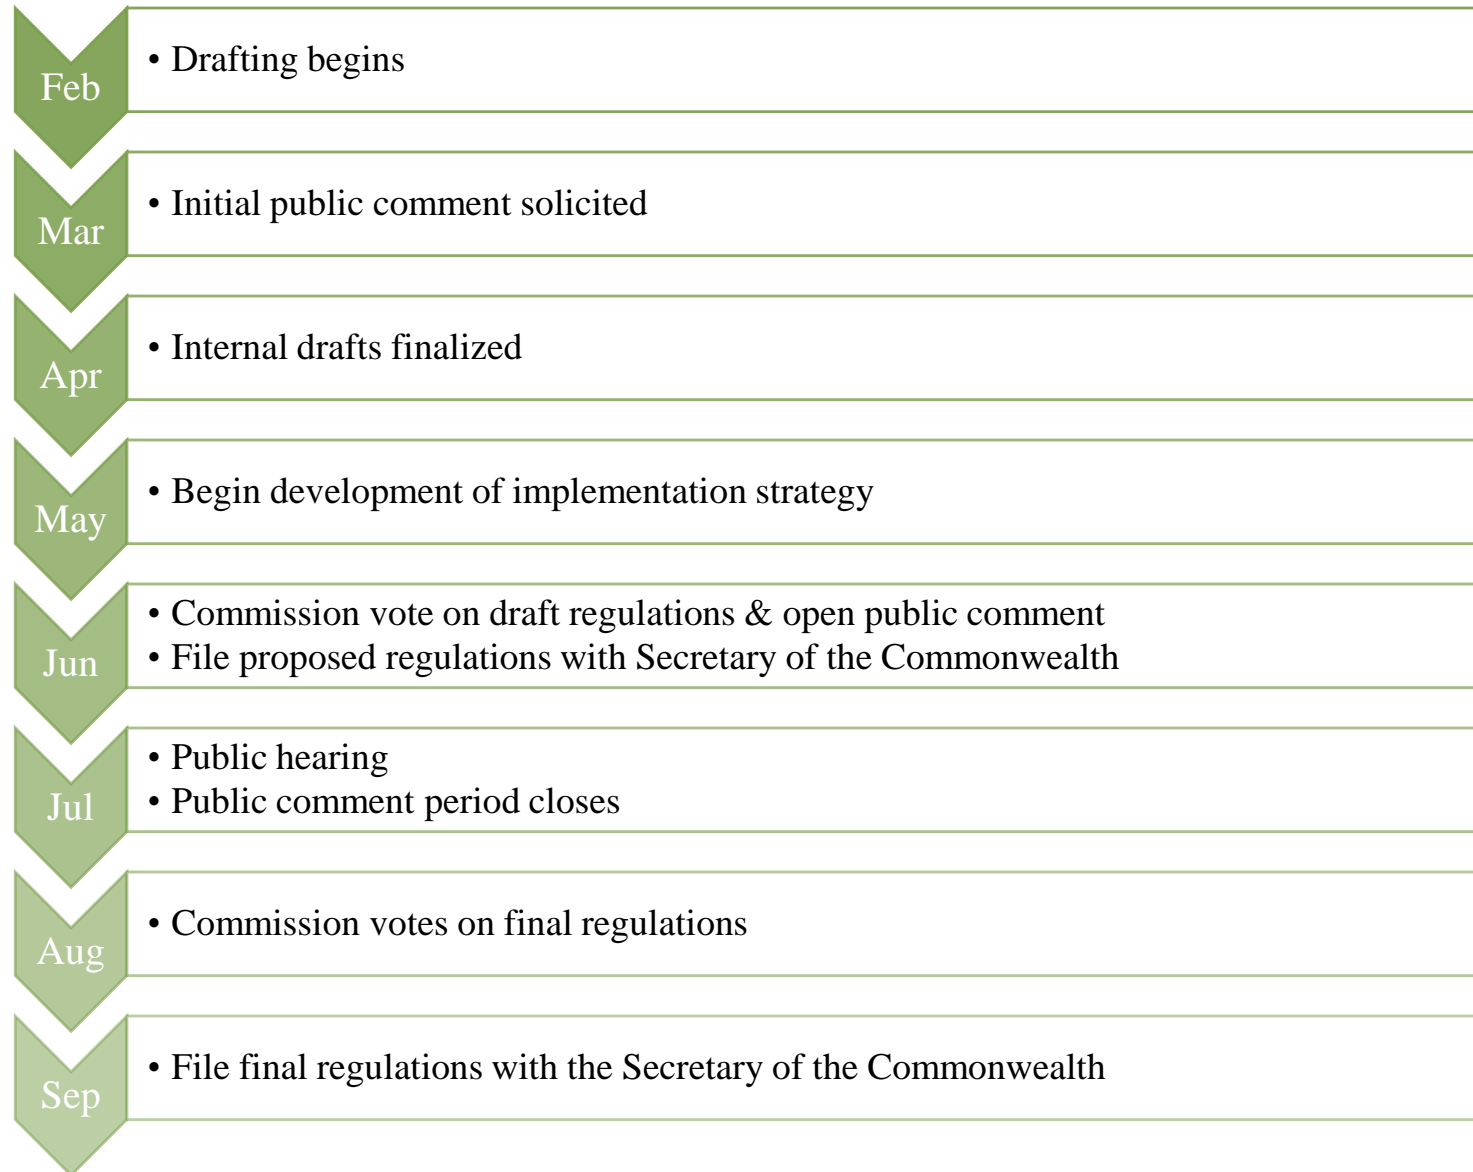 Feb
• Drafting begins
Mar
• Initial public comment solicited
Apr
• Internal drafts finalized
May
• Begin development of implementation strategy
Jun
• Commission vote on draft regulations & open public comment
• File proposed regulations with Secretary of the Commonwealth
Jul
• Public hearing
• Public comment period closes
Aug
• Commission votes on final regulations
Sep
• File final regulations with the Secretary of the Commonwealth